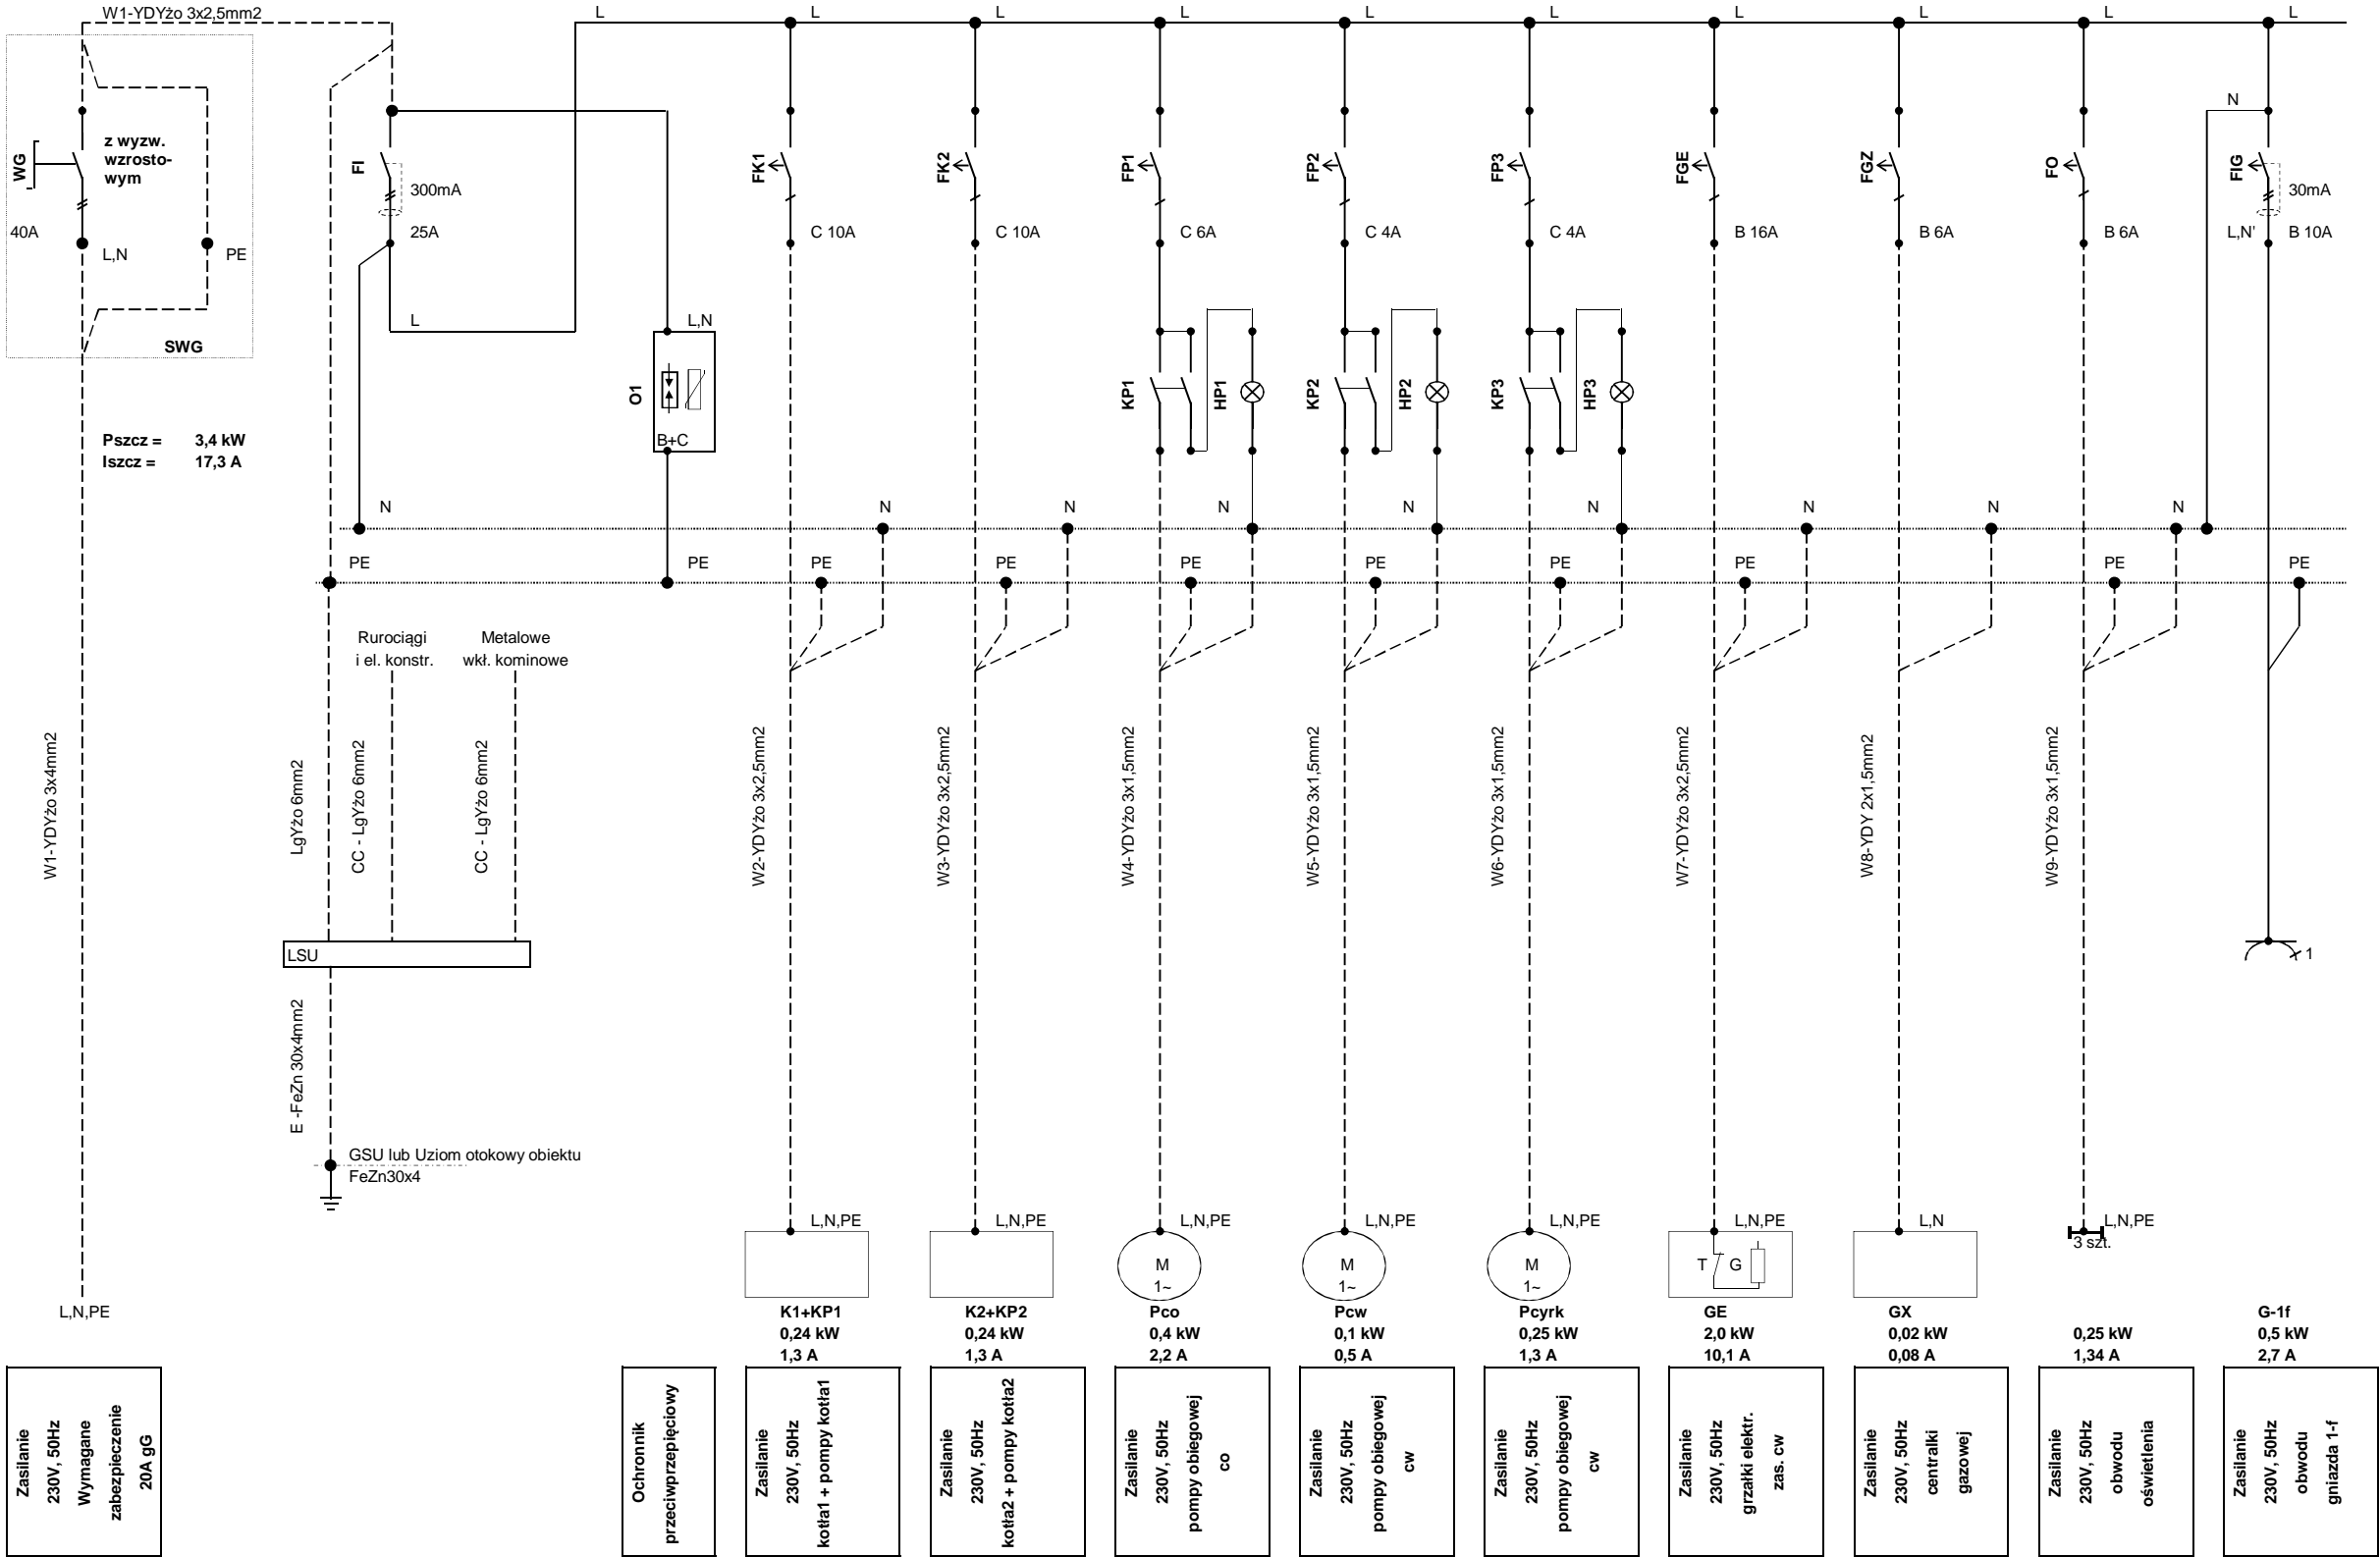 W1-YDYżo 3x2,5mm2
L
L
L
L
L
L
L
L
L
L
WG
z wyzw.
wzrosto-
wym
40A
L,N
PE
SWG
FI
300mA
25A
L
L,N
O1
B+C
FK1
C 10A
FK2
C 10A
FP1
C 6A
FP2
C 4A
FP3
C 4A
FGE
B 16A
FGZ
B 6A
FO
B 6A
N
FIG
30mA
L,N'
B 10A
KP1
HP1
KP2
HP2
KP3
HP3
Pszcz = 3,4 kW
Iszcz = 17,3 A
N
N
N
N
N
N
N
N
N
PE
PE
PE
PE
PE
PE
PE
PE
PE
PE
Rurociągi
i el. konstr.
Metalowe
wkł. kominowe
W1-YDYżo 3x4mm2
LgYżo 6mm2
CC - LgYżo 6mm2
CC - LgYżo 6mm2
W2-YDYżo 3x2,5mm2
W3-YDYżo 3x2,5mm2
W4-YDYżo 3x1,5mm2
W5-YDYżo 3x1,5mm2
W6-YDYżo 3x1,5mm2
W7-YDYżo 3x2,5mm2
W8-YDY 2x1,5mm2
W9-YDYżo 3x1,5mm2
LSU
1
E -FeZn 30x4mm2
GSU lub Uziom otokowy obiektu
FeZn30x4
L,N,PE
L,N,PE
L,N,PE
L,N,PE
L,N,PE
L,N,PE
L,N
L,N,PE
3 szt.
M
1~
M
1~
M
1~
T
G
L,N,PE
K1+KP1
0,24 kW
1,3 A
K2+KP2
0,24 kW
1,3 A
Pco
0,4 kW
2,2 A
Pcw
0,1 kW
0,5 A
Pcyrk
0,25 kW
1,3 A
GE
2,0 kW
10,1 A
GX
0,02 kW
0,08 A
0,25 kW
1,34 A
G-1f
0,5 kW
2,7 A
Zasilanie
230V, 50Hz
Wymagane
zabezpieczenie
20A gG
Ochronnik
przeciwprzepięciowy
Zasilanie
230V, 50Hz
kotła1 + pompy kotła1
Zasilanie
230V, 50Hz
kotła2 + pompy kotła2
Zasilanie
230V, 50Hz
pompy obiegowej
co
Zasilanie
230V, 50Hz
pompy obiegowej
cw
Zasilanie
230V, 50Hz
pompy obiegowej
cw
Zasilanie
230V, 50Hz
grzałki elektr.
zas. cw
Zasilanie
230V, 50Hz
centralki
gazowej
Zasilanie
230V, 50Hz
obwodu
oświetlenia
Zasilanie
230V, 50Hz
obwodu
gniazda 1-f